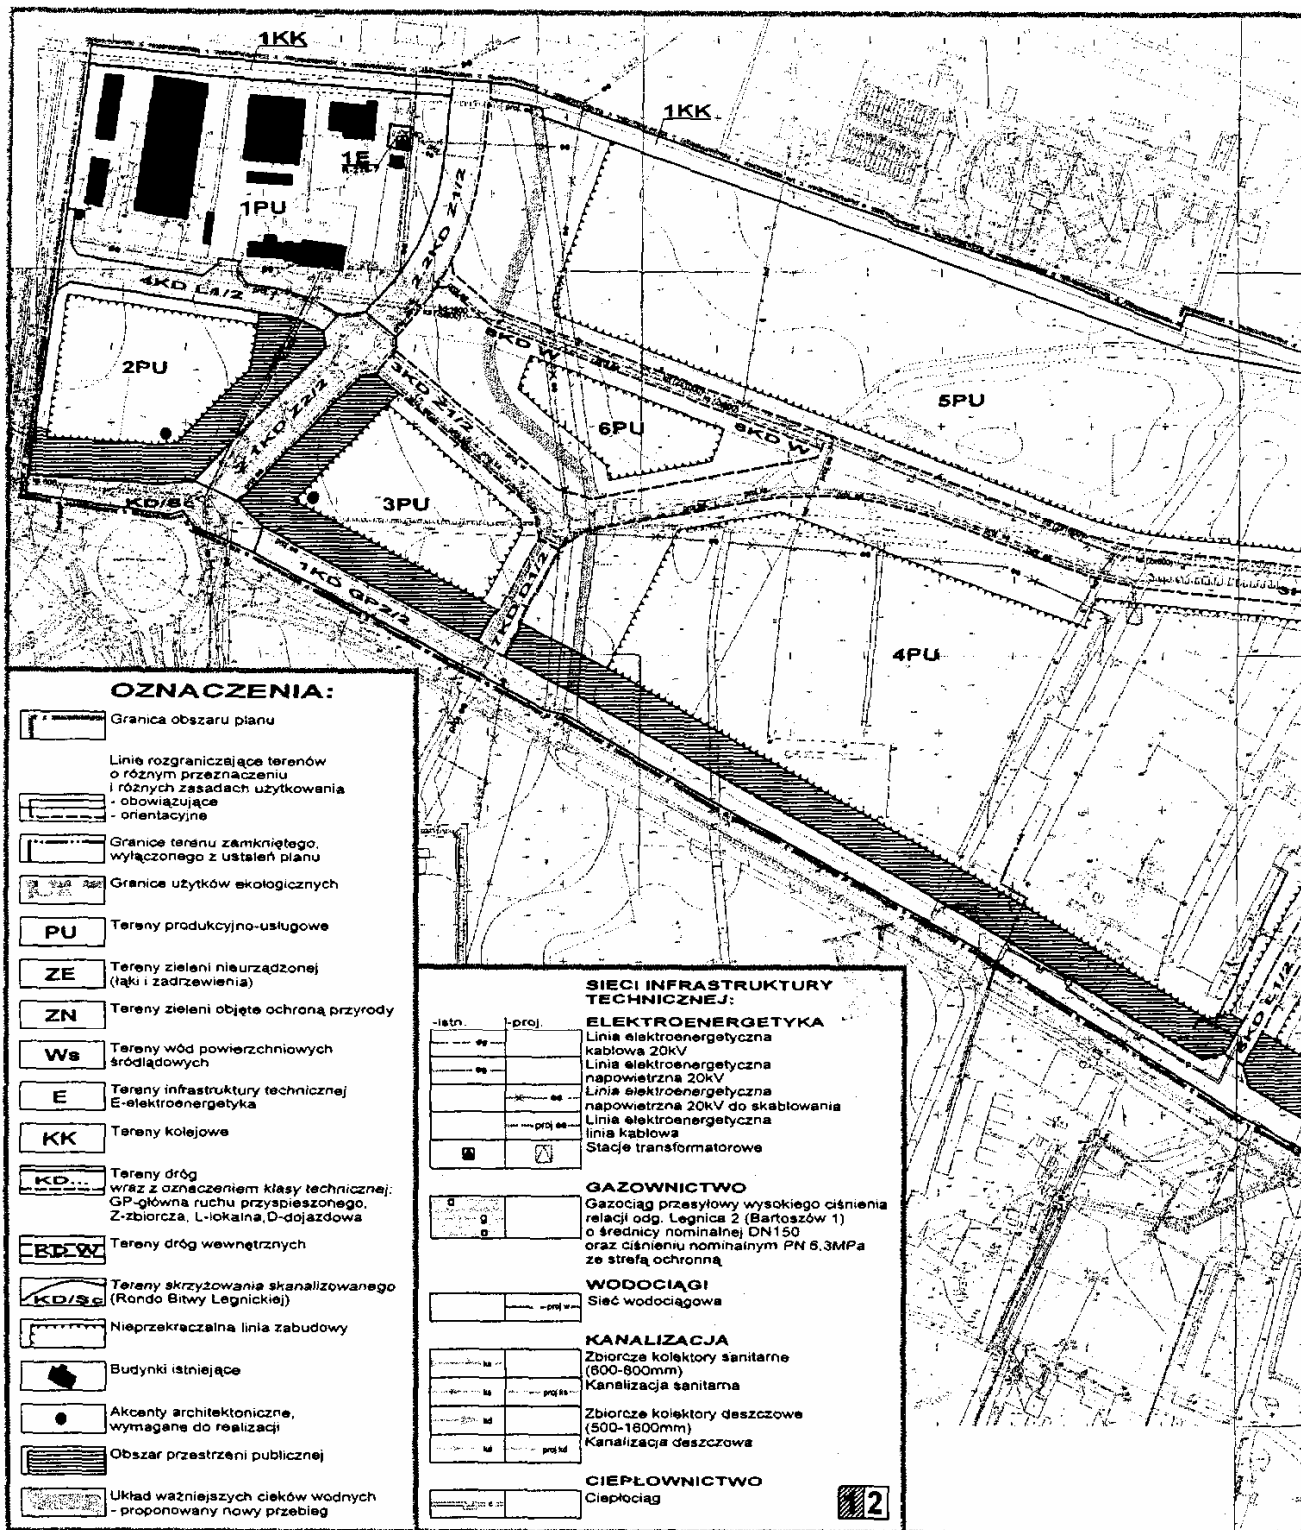 1KK
1KK
1E
1PU
2KD Z1/2
4KD L1/2
2PU
1KD Z2/2
3KD Z1/2
6KD W
6KD W
5PU
6PU
3PU
KD/Sc
1KD GP2/2
7KD D1/2
4PU
OZNACZENIA:
Granica obszaru planu
Linie rozgraniczające terenów
o różnym przeznaczeniu
i różnych zasadach użytkowania
- obowiązujące
- orientacyjne
Granice terenu zamkniętego,
wyłączonego z ustaleń planu
Granice użytków ekologicznych
PU Tereny produkcyjno-usługowe
ZE Tereny zieleni nieurządzonej
(łąki i zadrzewienia)
ZN Tereny zieleni objęte ochroną przyrody
Ws Tereny wód powierzchniowych
śródlądowych
E Tereny infrastruktury technicznej
E-elektroenergetyka
KK Tereny kolejowe
KD... Tereny dróg
wraz z oznaczeniem klasy technicznej:
GP-główna ruchu przyspieszonego,
Z-zbiorcza, L-lokalna, D-dojazdowa
Tereny dróg wewnętrznych
KD/Sc Tereny skrzyżowania skanalizowanego
(Rondo Bitwy Legnickiej)
Nieprzekraczalna linia zabudowy
Budynki istniejące
Akcenty architektoniczne,
wymagane do realizacji
Obszar przestrzeni publicznej
Układ ważniejszych cieków wodnych
- proponowany nowy przebieg
SIECI INFRASTRUKTURY
TECHNICZNEJ:
-istn. -proj.
ELEKTROENERGETYKA
Linia elektroenergetyczna
kablowa 20kV
Linia elektroenergetyczna
napowietrzna 20kV
Linia elektroenergetyczna
napowietrzna 20kV do skablowania
Linia elektroenergetyczna
linia kablowa
Stacje transformatorowe
GAZOWNICTWO
Gazociąg przesyłowy wysokiego ciśnienia
relacji odg. Legnica 2 (Bartoszów 1)
o średnicy nominalnej DN150
oraz ciśnieniu nominalnym PN 6,3MPa
ze strefą ochronną
WODOCIĄGI
Sieć wodociągowa
KANALIZACJA
Zbiorcze kolektory sanitarne
(600-800mm)
Kanalizacja sanitarna
Zbiorcze kolektory deszczowe
(500-1600mm)
Kanalizacja deszczowa
CIEPŁOWNICTWO
Ciepłociąg
1 2